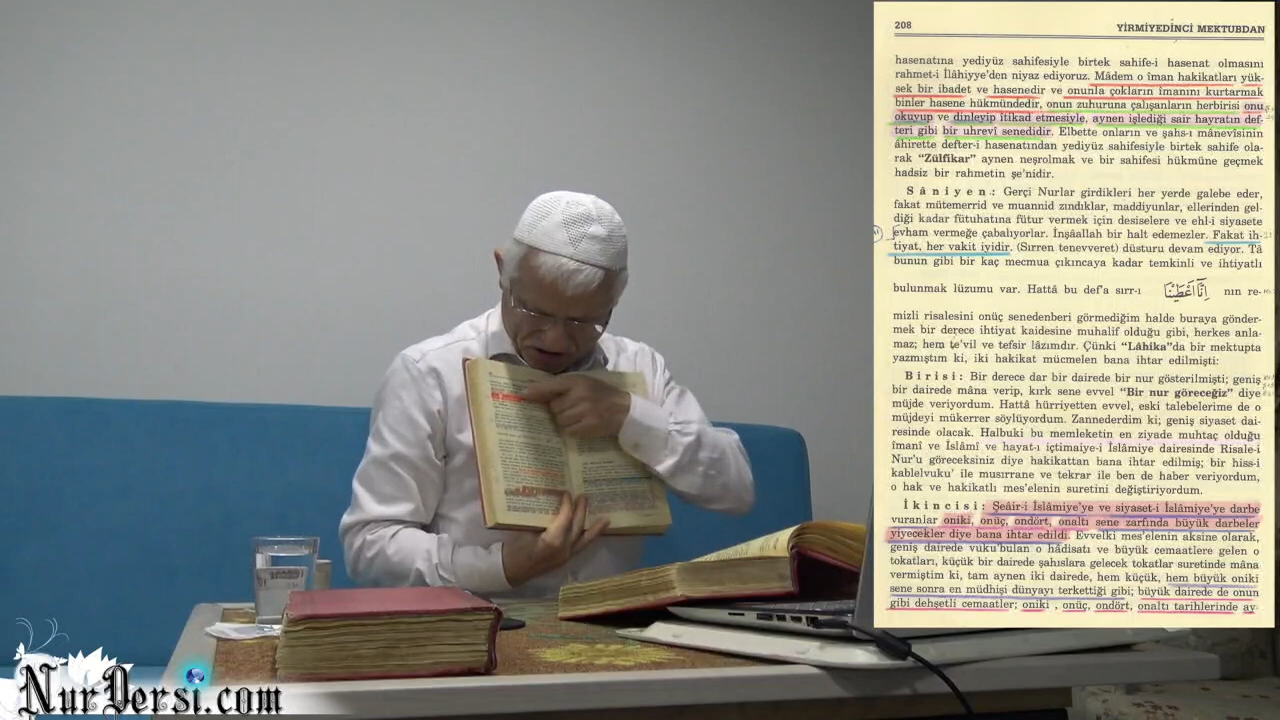 208 YİRMİYEDİNCİ MEKTUBDAN
hasenatına yediyüz sahifesiyle birtek sahife-i hasenat olmasını
rahmet-i İlâhiyye'den niyaz ediyoruz. Mâdem o îman hakikatları yük-
sek bir ibadet ve hasenedir ve onunla çokların îmanını kurtarmak
binler hasene hükmündedir, onun zuhuruna çalışanların herbirisi onu
okuyup ve dinleyip itikad etmesiyle, aynen işlediği sair hayratın def-
teri gibi bir uhrevî senedidir. Elbette onların ve şahs-ı mânevîsinin
âhirette defter-i hasenatından yediyüz sahifesiyle birtek sahife ola-
rak "Zülfikar" aynen neşrolmak ve bir sahifesi hükmüne geçmek
hadsiz bir rahmetin şe'nidir.
Sâniyen: Gerçi Nurlar girdikleri her yerde galebe eder,
fakat mütemerrid ve muannid zındıklar, maddiyunlar, ellerinden gel-
diği kadar fütuhatına fütur vermek için desiselere ve ehl-i siyasete
evham vermeğe çabalıyorlar. İnşâallah bir halt edemezler. Fakat ih-
tiyat, her vakit iyidir. (Sırren tenevveret) düsturu devam ediyor. Tâ
bunun gibi bir kaç mecmua çıkıncaya kadar temkinli ve ihtiyatlı
bulunmak lüzumu var. Hattâ bu def'a sırr-ı اِنَّا اَعْطَيْنَا nın re-
mizli risalesini onüç senedenberi görmediğim halde buraya gönder-
mek bir derece ihtiyat kaidesine muhalif olduğu gibi, herkes anla-
maz; hem te'vil ve tefsir lâzımdır. Çünki "Lâhika"da bir mektupta
yazmıştım ki, iki hakikat mücmelen bana ihtar edilmişti:
Birisi: Bir derece dar bir dairede bir nur gösterilmişti; geniş
bir dairede mâna verip, kırk sene evvel "Bir nur göreceğiz" diye
müjde veriyordum. Hattâ hürriyetten evvel, eski talebelerime de o
müjdeyi mükerrer söylüyordum. Zannederdim ki; geniş siyaset dai-
resinde olacak. Halbuki bu memleketin en ziyade muhtaç olduğu
îmanî ve İslâmî ve hayat-ı içtimaiye-i İslâmiye dairesinde Risale-i
Nur'u göreceksiniz diye hakikattan bana ihtar edilmiş; bir hiss-i
kablelvuku' ile musırrane ve tekrar ile ben de haber veriyordum,
o hak ve hakikatlı mes'elenin suretini değiştiriyordum.
İkincisi: Şeâir-i İslâmiye'ye ve siyaset-i İslâmiye'ye darbe
vuranlar oniki, onüç, ondört, onaltı sene zarfında büyük darbeler
yiyecekler diye bana ihtar edildi. Evvelki mes'elenin aksine olarak,
geniş dairede vuku'bulan o hâdisatı ve büyük cemaatlere gelen o
tokatları, küçük bir dairede şahıslara gelecek tokatlar suretinde mâna
vermiştim ki, tam aynen iki dairede, hem küçük, hem büyük oniki
sene sonra en müdhişi dünyayı terkettiği gibi; büyük dairede de onun
gibi dehşetli cemaatler; oniki , onüç, ondört, onaltı tarihlerinde ay-
NurDersi.com